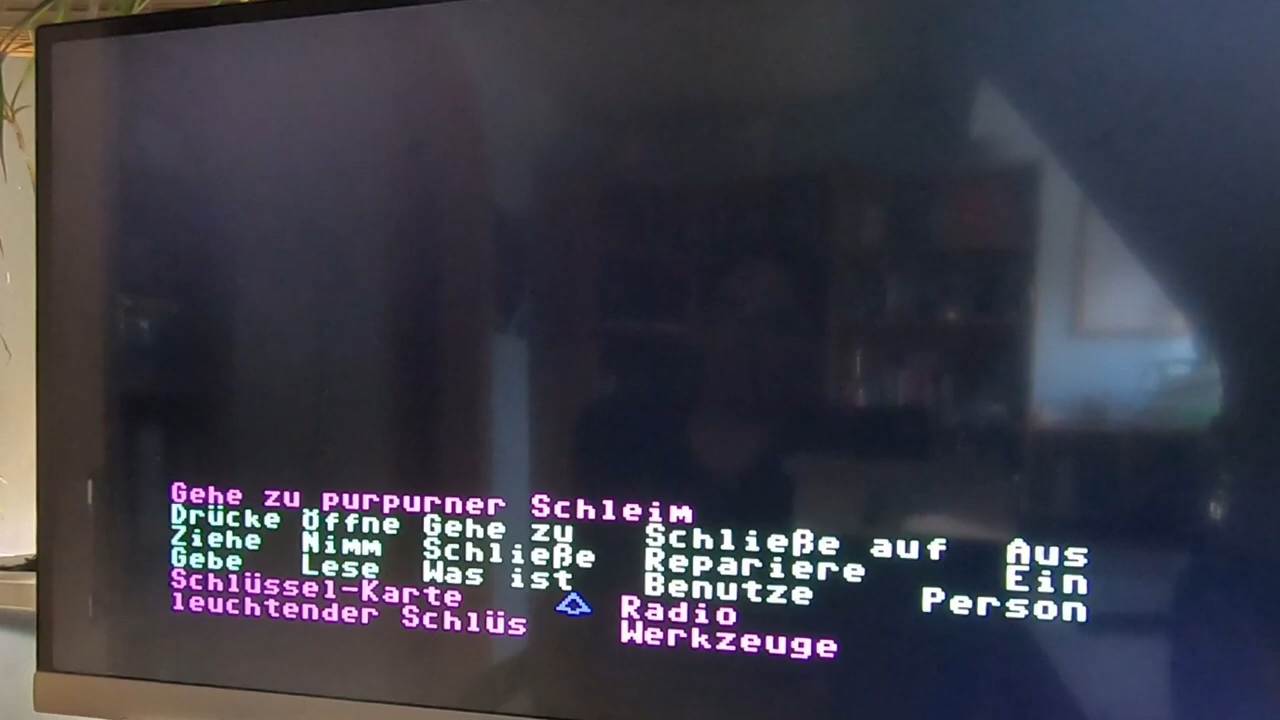 Gehe zu purpurner Schleim
Drücke Öffne Gehe zu Schließe auf Aus
Ziehe Nimm Schließe Repariere Ein
Gebe Lese Was ist Benutze Person
Schlüssel-Karte Radio
leuchtender Schlüs Werkzeuge